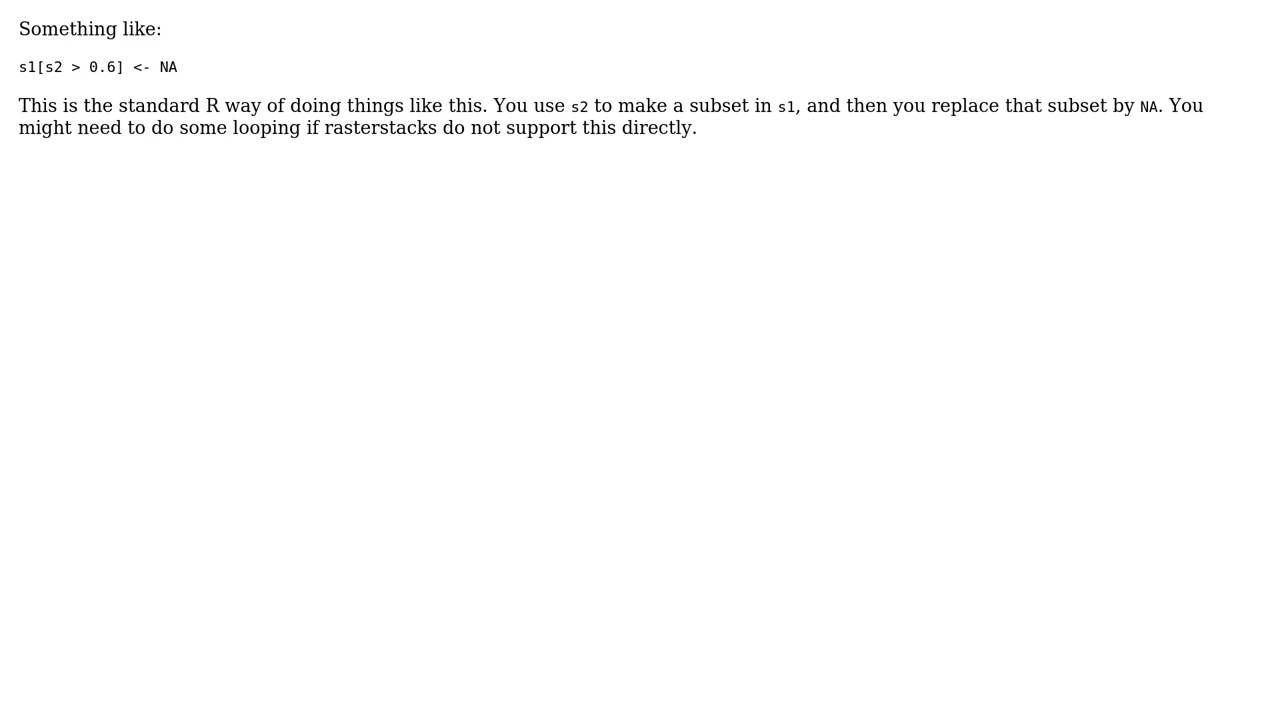 Something like:
s1[s2 > 0.6] <- NA
This is the standard R way of doing things like this. You use s2 to make a subset in s1, and then you replace that subset by NA. You
might need to do some looping if rasterstacks do not support this directly.